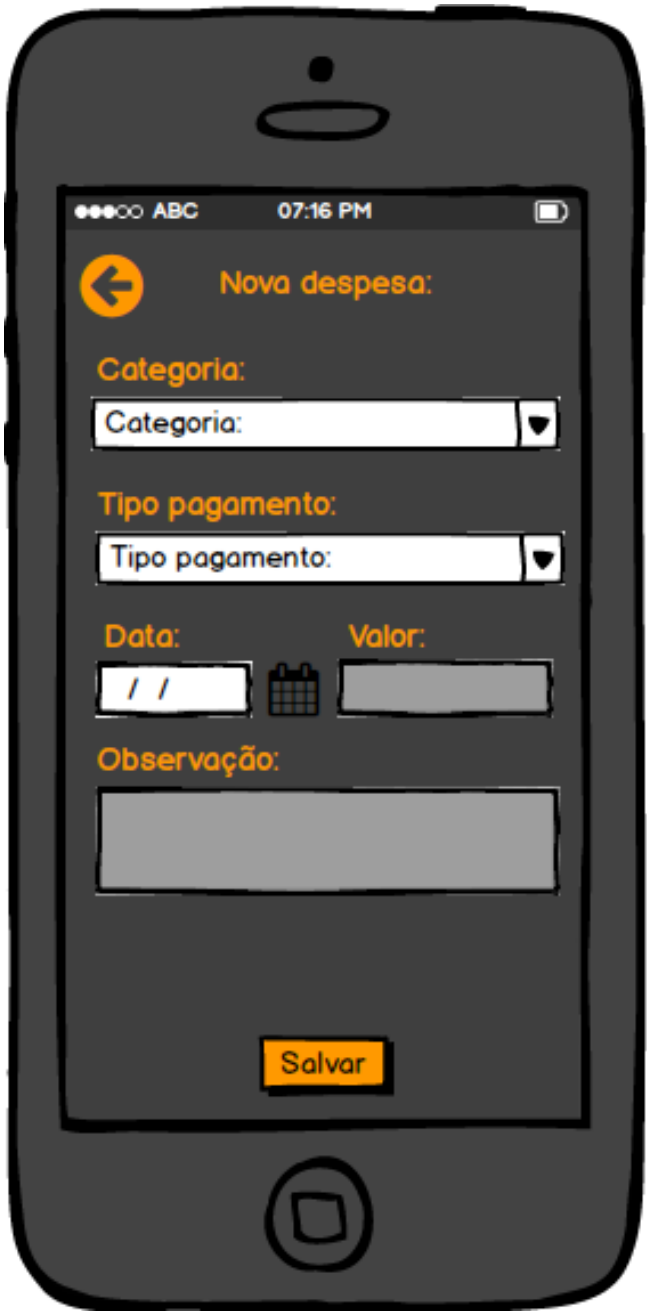 ABC 07:16 PM
Nova despesa:
Categoria:
Categoria:
Tipo pagamento:
Tipo pagamento:
Data: Valor:
/ /
Observação:
Salvar